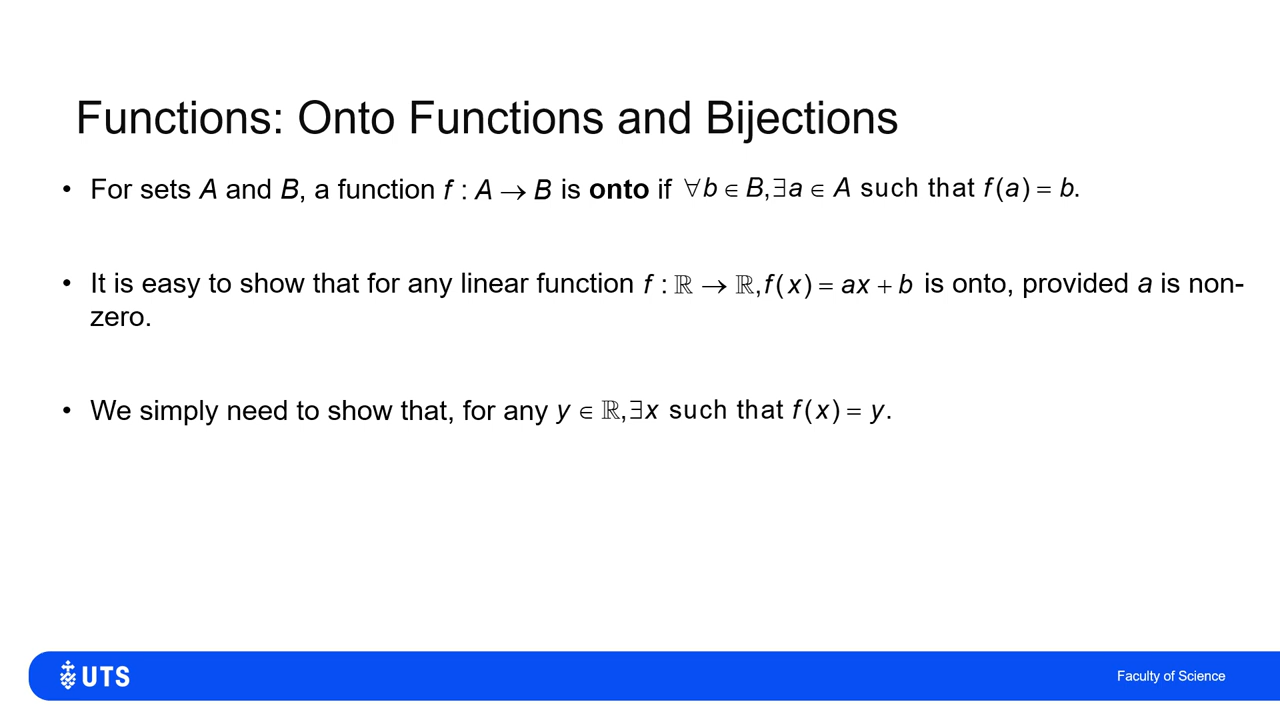 Functions: Onto Functions and Bijections
• For sets A and B, a function f : A → B is onto if ∀b ∈ B, ∃a ∈ A such that f(a) = b.
• It is easy to show that for any linear function f : ℝ → ℝ, f(x) = ax + b is onto, provided a is non-
zero.
• We simply need to show that, for any y ∈ ℝ, ∃x such that f(x) = y.
UTS
Faculty of Science